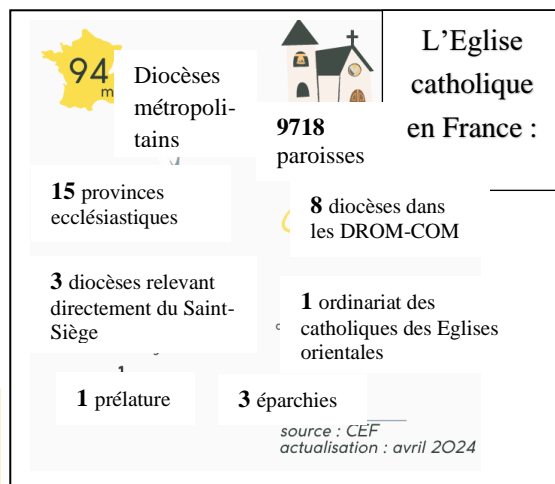 L'Eglise
catholique
en France :
94
Diocèses
métropoli-
tains
9718
paroisses
15 provinces
ecclésiastiques
8 diocèses dans
les DROM-COM
3 diocèses relevant
directement du Saint-
Siège
1 ordinariat des
catholiques des Eglises
orientales
1 prélature
3 éparchies
source : CEF
actualisation : avril 2024